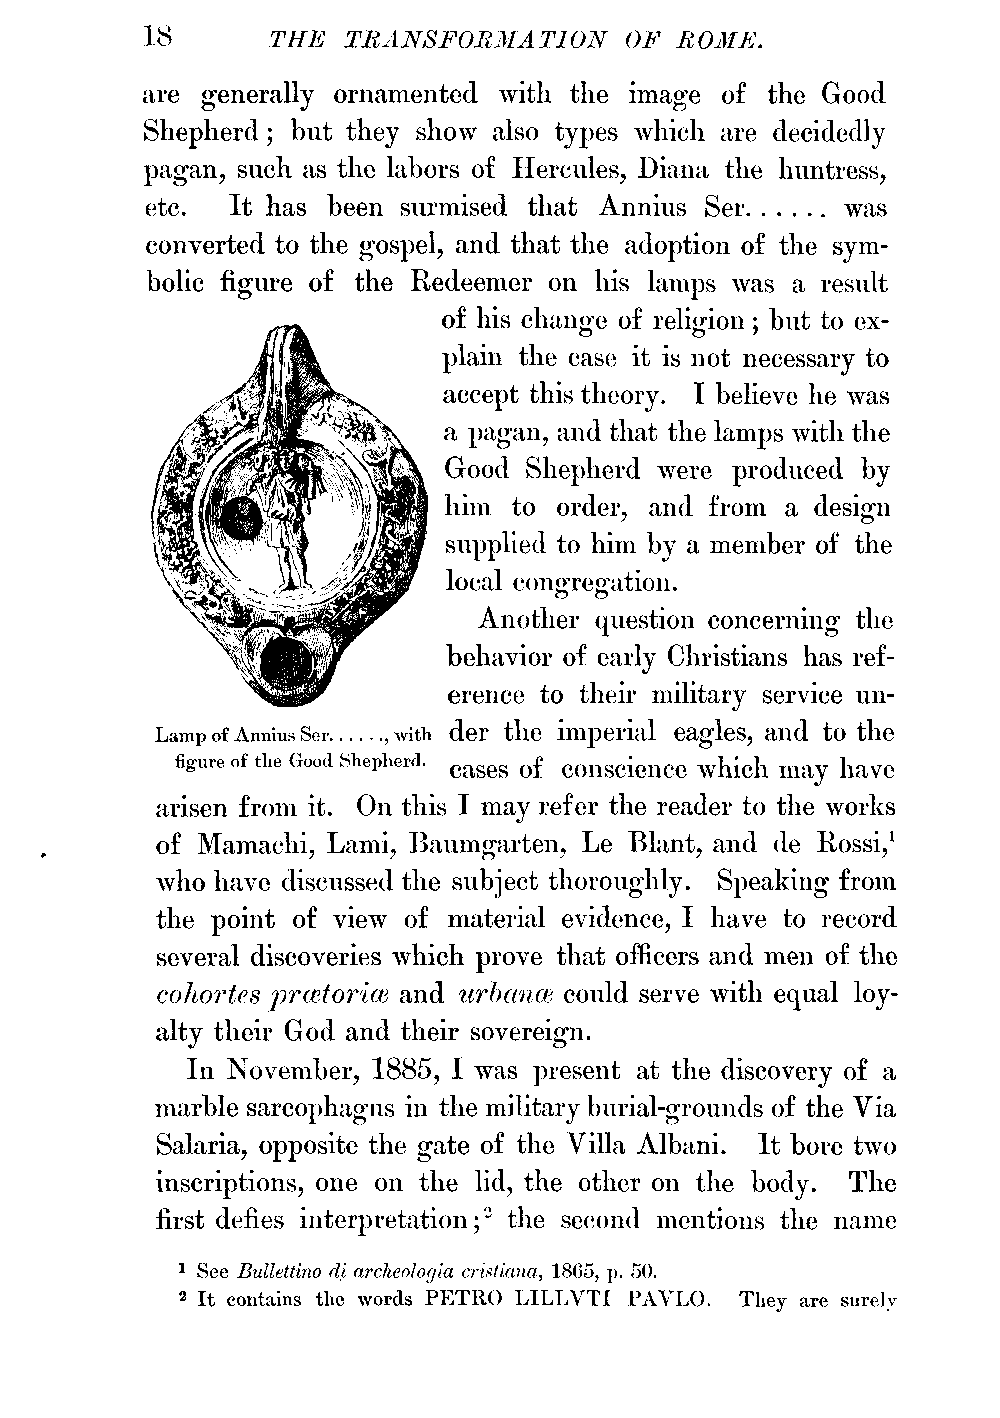 18 THE TRANSFORMATION OF ROME.
are generally ornamented with the image of the Good
Shepherd; but they show also types which are decidedly
pagan, such as the labors of Hercules, Diana the huntress,
etc. It has been surmised that Annius Ser...... was
converted to the gospel, and that the adoption of the sym-
bolic figure of the Redeemer on his lamps was a result
of his change of religion; but to ex-
plain the case it is not necessary to
accept this theory. I believe he was
a pagan, and that the lamps with the
Good Shepherd were produced by
him to order, and from a design
supplied to him by a member of the
local congregation.
Another question concerning the
behavior of early Christians has ref-
erence to their military service un-
der the imperial eagles, and to the
cases of conscience which may have
Lamp of Annius Ser......, with
figure of the Good Shepherd.
arisen from it. On this I may refer the reader to the works
of Mamachi, Lami, Baumgarten, Le Blant, and de Rossi,¹
who have discussed the subject thoroughly. Speaking from
the point of view of material evidence, I have to record
several discoveries which prove that officers and men of the
cohortes prætoriæ and urbanæ could serve with equal loy-
alty their God and their sovereign.
In November, 1885, I was present at the discovery of a
marble sarcophagus in the military burial-grounds of the Via
Salaria, opposite the gate of the Villa Albani. It bore two
inscriptions, one on the lid, the other on the body. The
first defies interpretation;² the second mentions the name
¹ See Bullettino di archeologia cristiana, 1865, p. 50.
² It contains the words PETRO LILLVTI PAVLO. They are surely